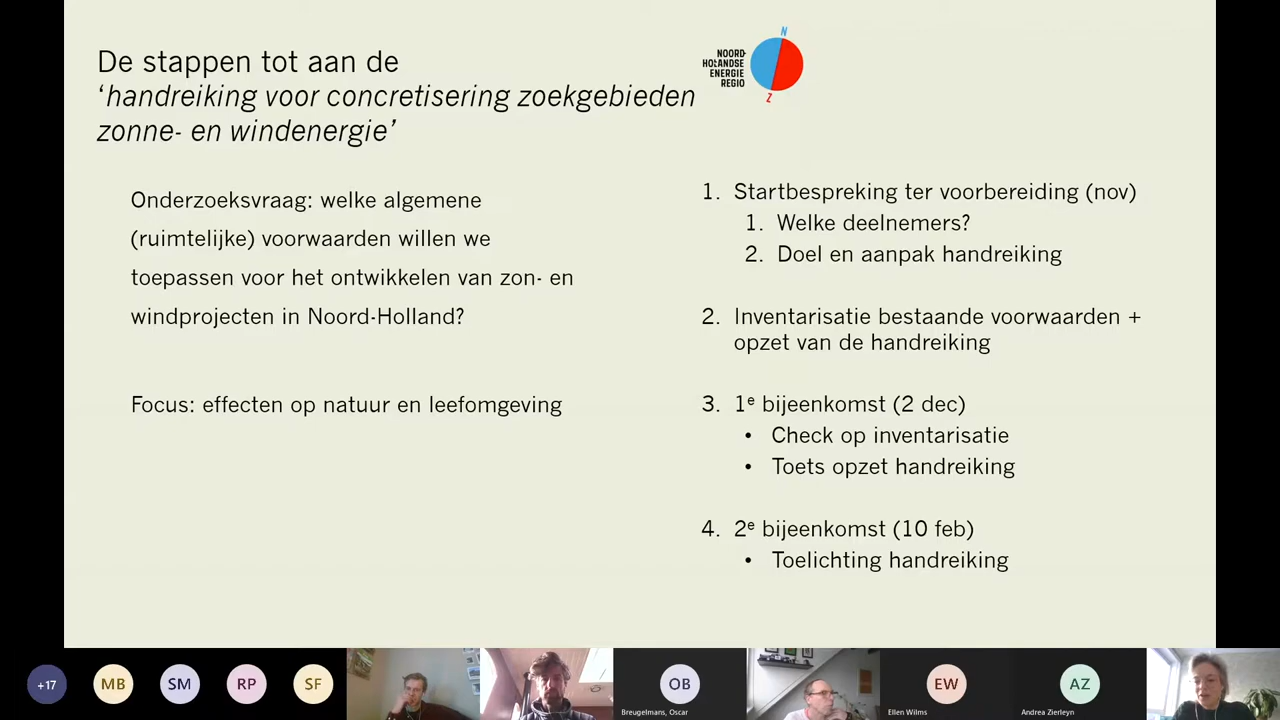 De stappen tot aan de
‘handreiking voor concretisering zoekgebieden
zonne- en windenergie’
NOORD-
HOLLANDSE
ENERGIE
REGIO
N
Z
Onderzoeksvraag: welke algemene
(ruimtelijke) voorwaarden willen we
toepassen voor het ontwikkelen van zon- en
windprojecten in Noord-Holland?
Focus: effecten op natuur en leefomgeving
1. Startbespreking ter voorbereiding (nov)
1. Welke deelnemers?
2. Doel en aanpak handreiking
2. Inventarisatie bestaande voorwaarden +
opzet van de handreiking
3. 1e bijeenkomst (2 dec)
• Check op inventarisatie
• Toets opzet handreiking
4. 2e bijeenkomst (10 feb)
• Toelichting handreiking
+17
MB
SM
RP
SF
OB
Breugelmans, Oscar
EW
Ellen Wilms
AZ
Andrea Zierleyn